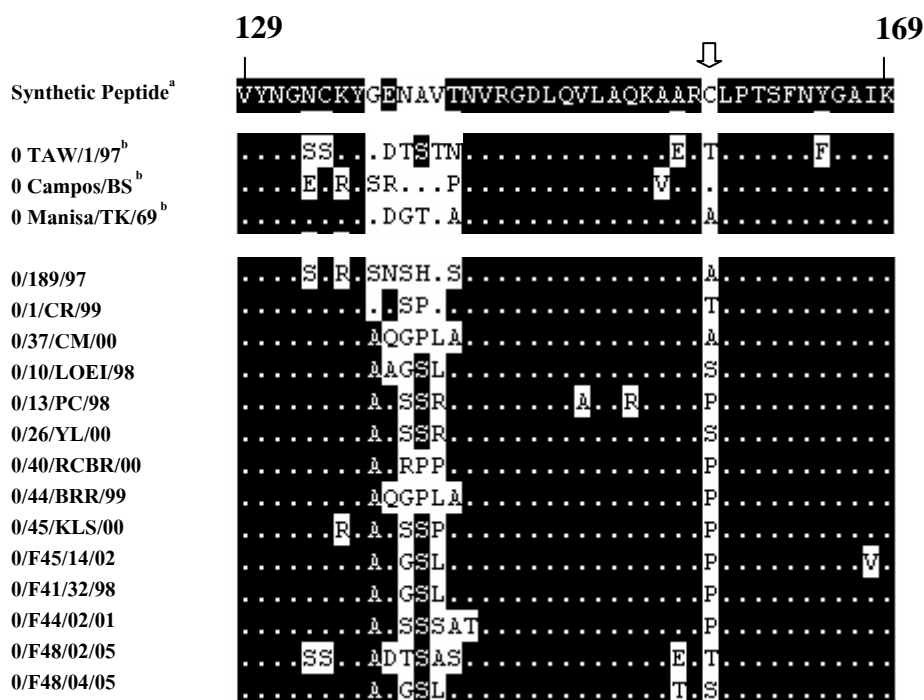 129 169
Synthetic Peptideᵃ VYNGNCKYGENAVTNVRGDLQVLAQKAARCLPTSFNYGAIK
0 TAW/1/97ᵇ ....SS...DTSTN.............E.T......F....
0 Campos/BSᵇ ....E.R.SR...P............V..............
0 Manisa/TK/69ᵇ .........DGT.A...............A...........
0/189/97 ....S.R.SNSH.S...............A...........
0/1/CR/99 ..........SP.................T...........
0/37/CM/00 ........AQGPLA...............A...........
0/10/LOEI/98 ........AAGSL................S...........
0/13/PC/98 ........A.SSR........A..R....P...........
0/26/YL/00 ........A.SSR................S...........
0/40/RCBR/00 ........A.RPP................P...........
0/44/BRR/99 ........AQGPLA...............P...........
0/45/KLS/00 ......R.A.SSP................P...........
0/F45/14/02 ........A.GSL................P.........V.
0/F41/32/98 ........A.GSL................P...........
0/F44/02/01 ........A.SSSAT..............P...........
0/F48/02/05 ....SS..ADTSAS.............E.T...........
0/F48/04/05 ........A.GSL..............T.S...........